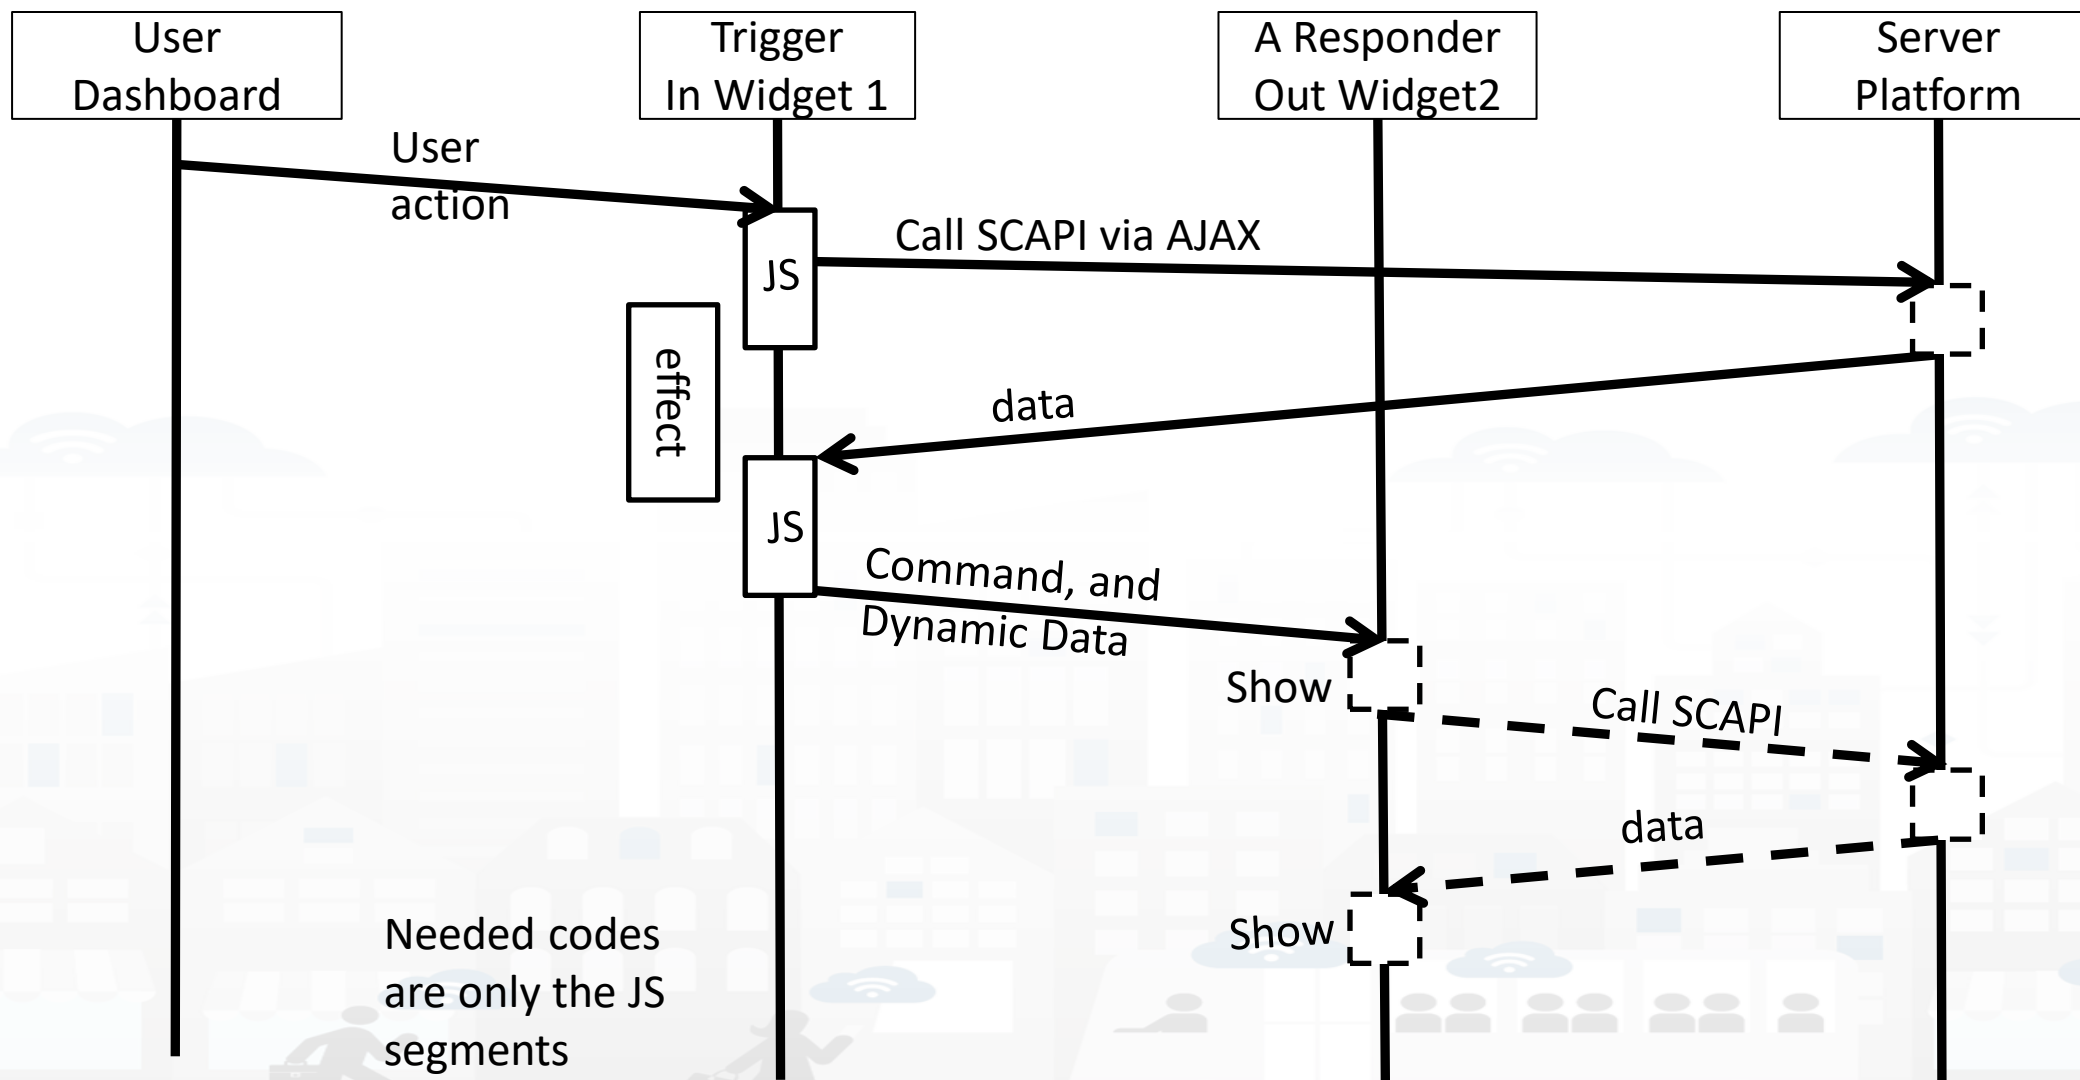 User
Dashboard
Trigger
In Widget 1
A Responder
Out Widget2
Server
Platform
User
action
Call SCAPI via AJAX
JS
effect
data
JS
Command, and
Dynamic Data
Show
Call SCAPI
data
Show
Needed codes
are only the JS
segments